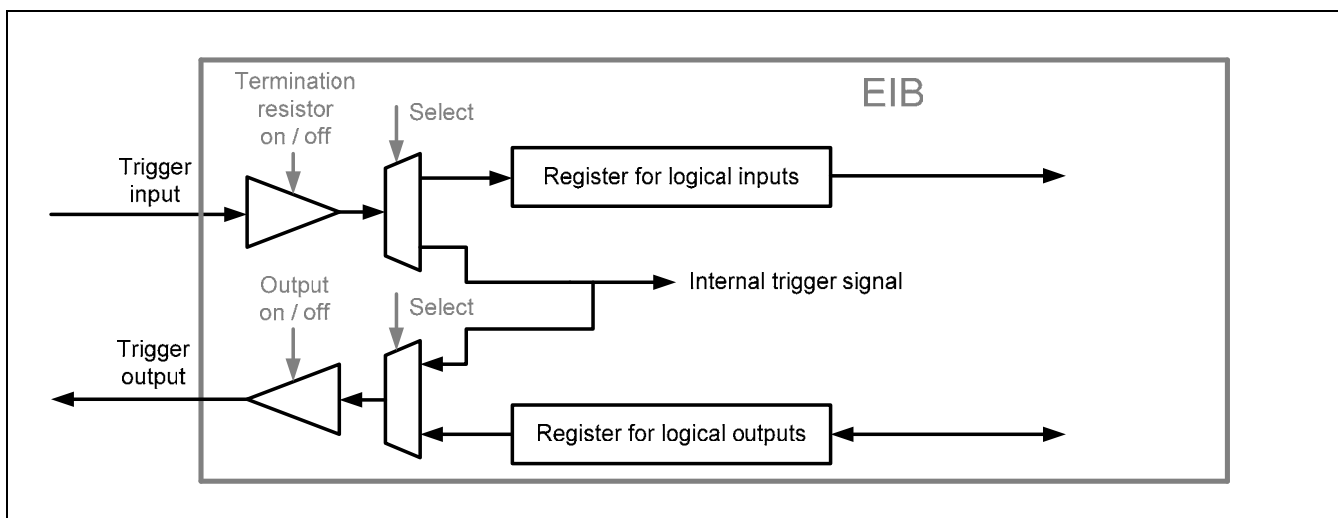 EIB
Termination
resistor
on / off
Select
Trigger
input
Register for logical inputs
Internal trigger signal
Output
on / off
Select
Trigger
output
Register for logical outputs